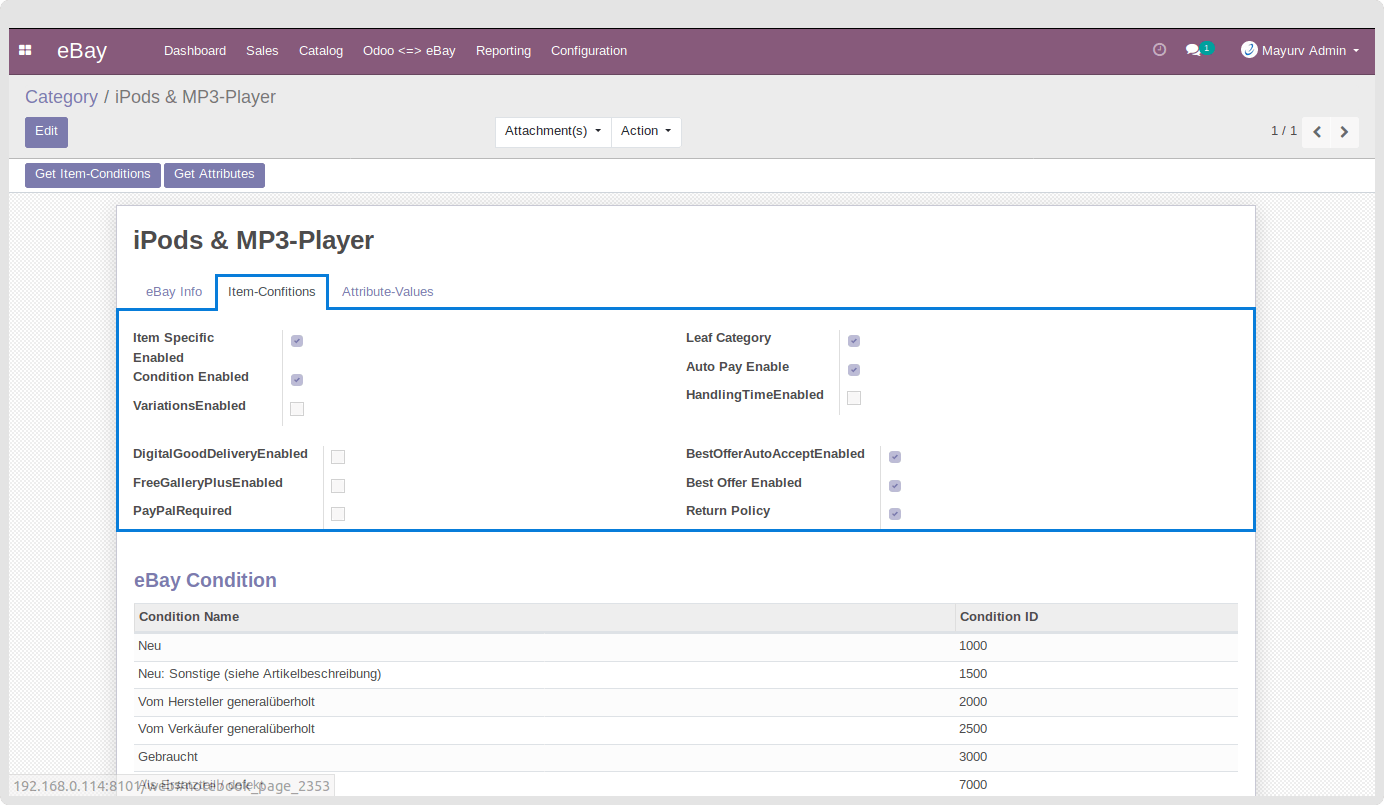 eBay Dashboard Sales Catalog Odoo <=> eBay Reporting Configuration 1 Mayurv Admin
Category / iPods & MP3-Player
Edit Attachment(s) Action 1 / 1
Get Item-Conditions Get Attributes
iPods & MP3-Player
eBay Info Item-Confitions Attribute-Values
Item Specific Enabled
Condition Enabled
VariationsEnabled
Leaf Category
Auto Pay Enable
HandlingTimeEnabled
DigitalGoodDeliveryEnabled
FreeGalleryPlusEnabled
PayPalRequired
BestOfferAutoAcceptEnabled
Best Offer Enabled
Return Policy
eBay Condition
Condition Name Condition ID
Neu 1000
Neu: Sonstige (siehe Artikelbeschreibung) 1500
Vom Hersteller generalüberholt 2000
Vom Verkäufer generalüberholt 2500
Gebraucht 3000
7000
192.168.0.114:8101/web#notebook_page_2353